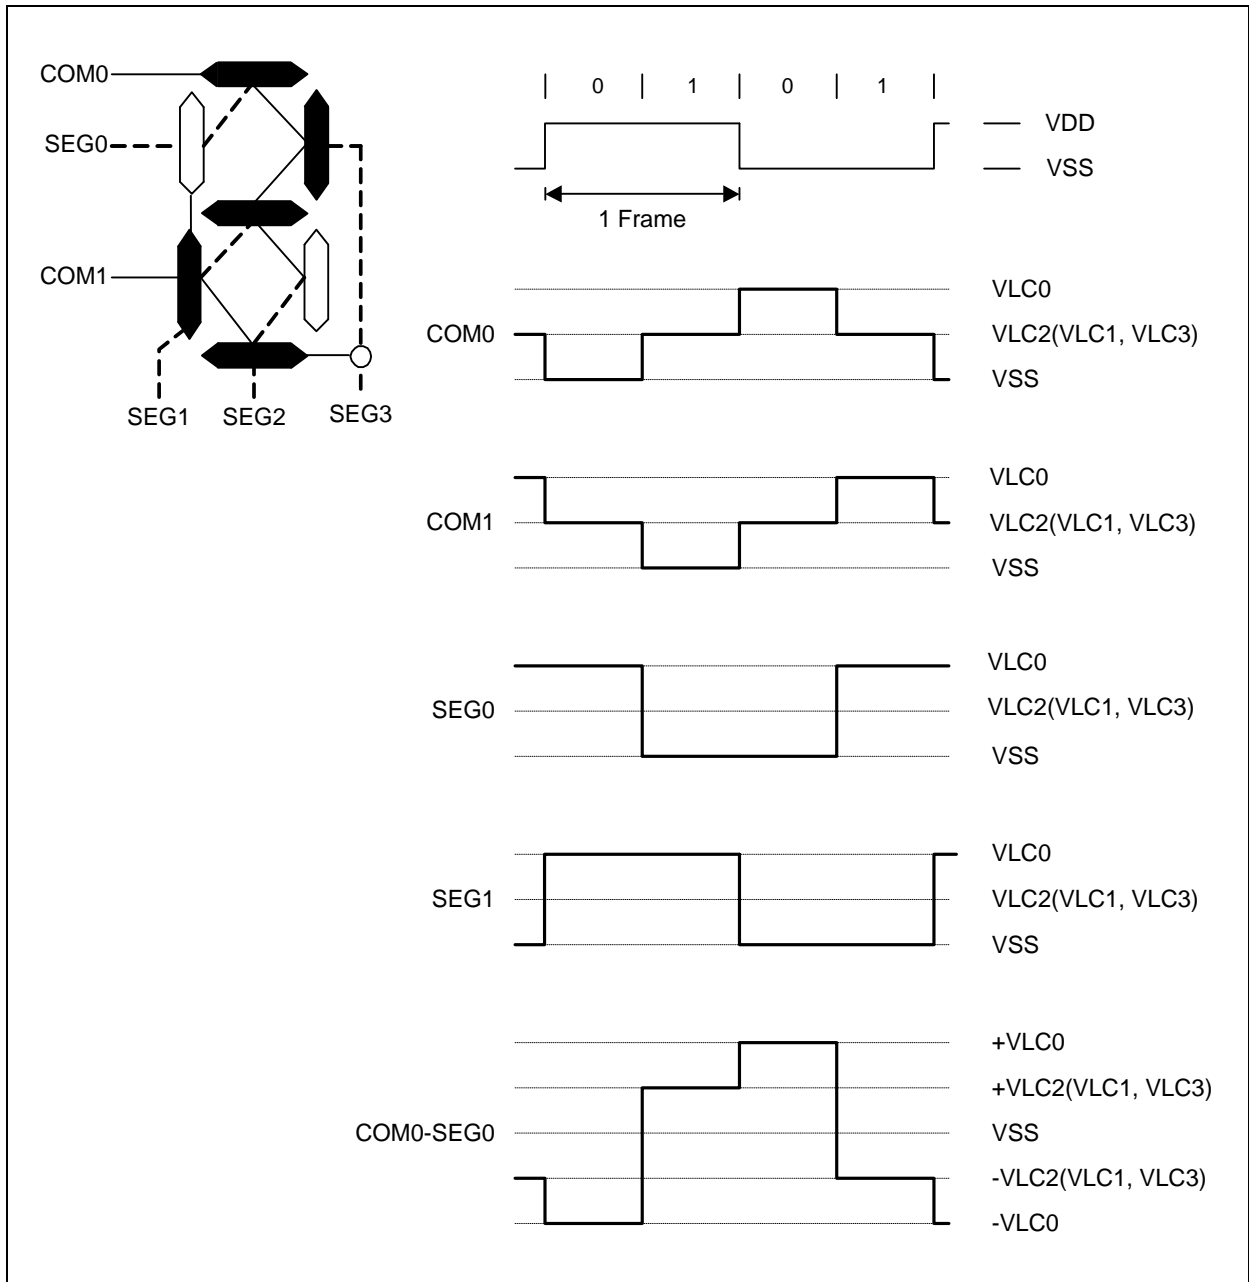 COM0
SEG0
COM1
SEG1 SEG2 SEG3
0 1 0 1
VDD
VSS
1 Frame
COM0
VLC0
VLC2(VLC1, VLC3)
VSS
COM1
VLC0
VLC2(VLC1, VLC3)
VSS
SEG0
VLC0
VLC2(VLC1, VLC3)
VSS
SEG1
VLC0
VLC2(VLC1, VLC3)
VSS
COM0-SEG0
+VLC0
+VLC2(VLC1, VLC3)
VSS
-VLC2(VLC1, VLC3)
-VLC0